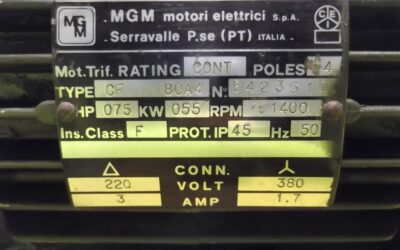 MGM MGM motori elettrici S.p.A.
Serravalle P.se (PT) ITALIA CEI
Mot.Trif. RATING CONT POLES 4
TYPE CF 80A4 N:
HP 075 KW 055 RPM 1400
Ins.Class F PROT.IP 45 Hz 50
△ CONN. Y
220 VOLT 380
3 AMP 1.7